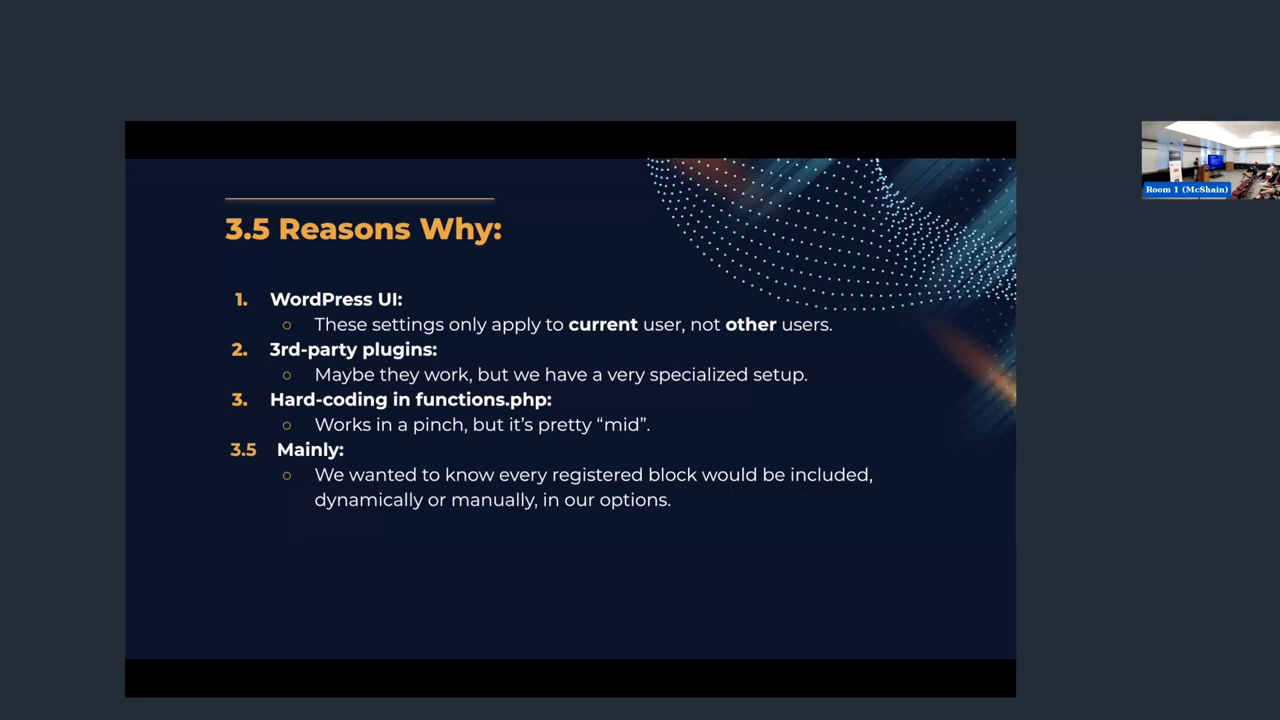 3.5 Reasons Why:
1. WordPress UI:
○ These settings only apply to current user, not other users.
2. 3rd-party plugins:
○ Maybe they work, but we have a very specialized setup.
3. Hard-coding in functions.php:
○ Works in a pinch, but it’s pretty “mid”.
3.5 Mainly:
○ We wanted to know every registered block would be included,
dynamically or manually, in our options.
Room 1 (McShain)